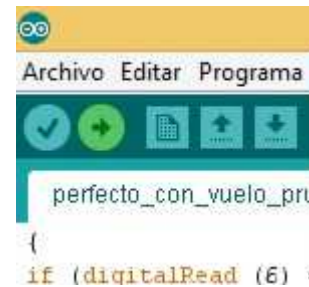 Archivo Editar Programa
perfecto_con_vuelo_pru
{
if (digitalRead (6)